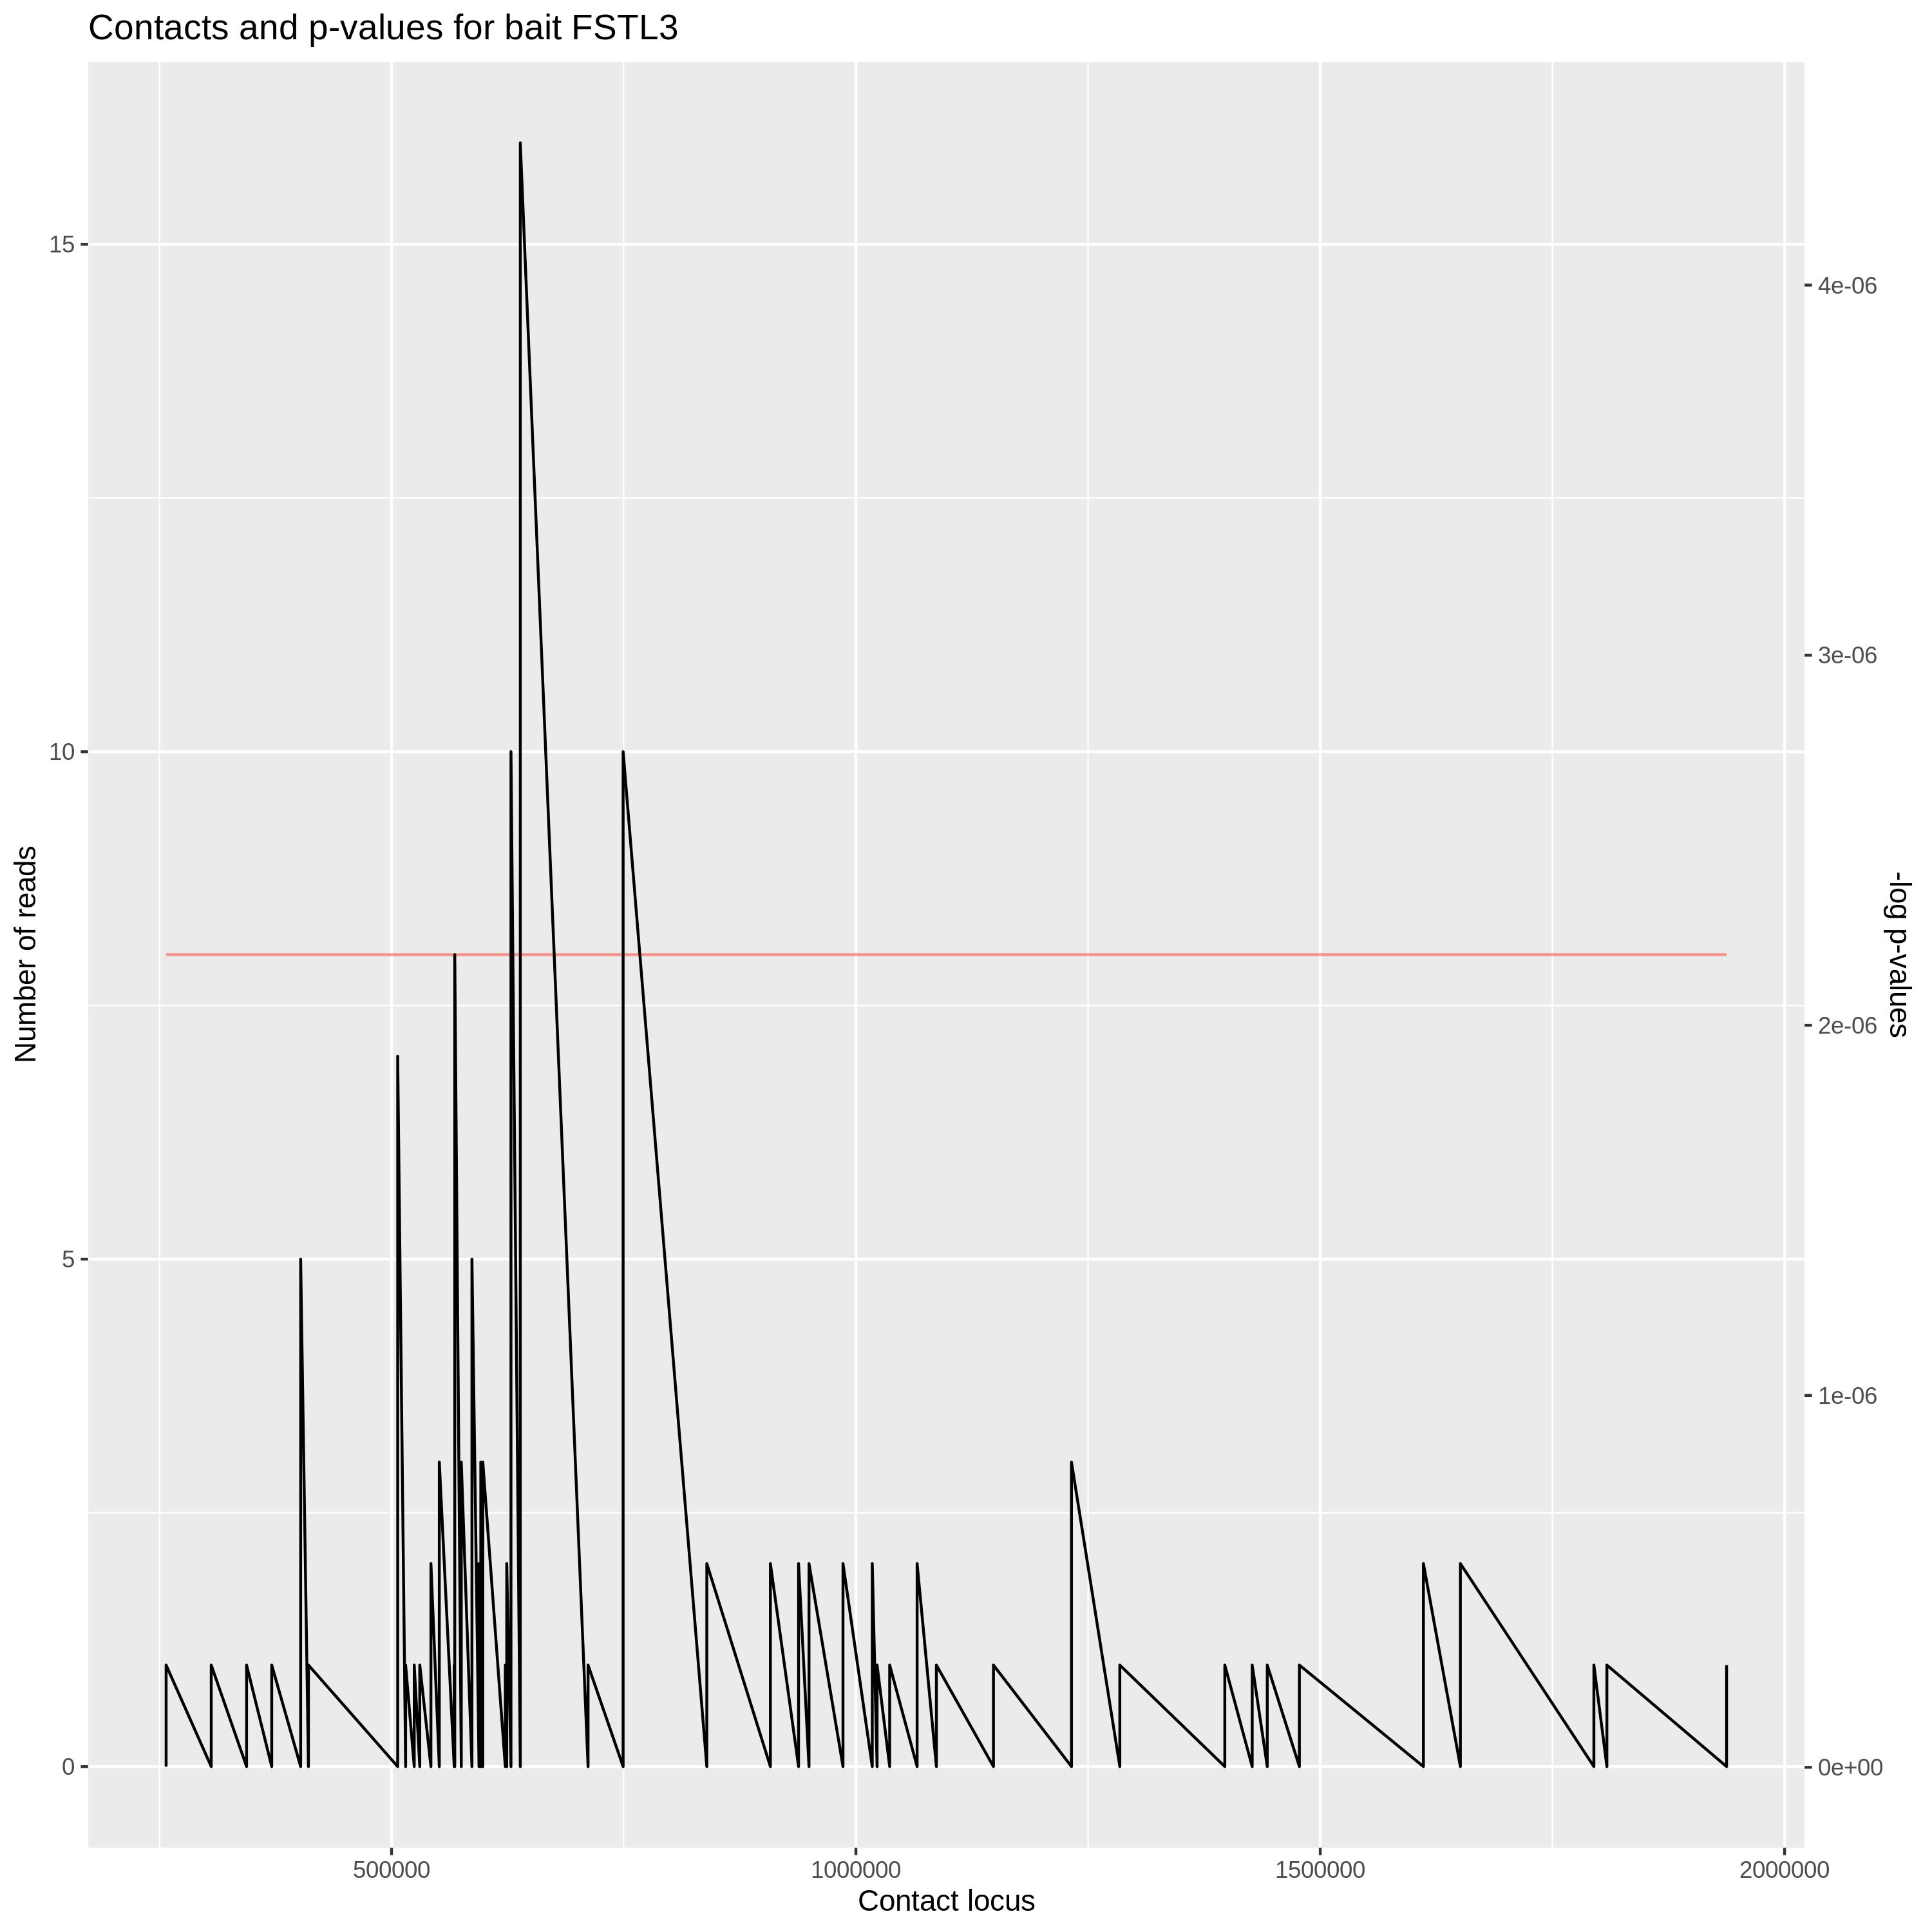 Contacts and p-values for bait FSTL3
Number of reads
15
10
5
0
4e-06
3e-06
2e-06
1e-06
0e+00
-log p-values
500000
1000000
1500000
2000000
Contact locus